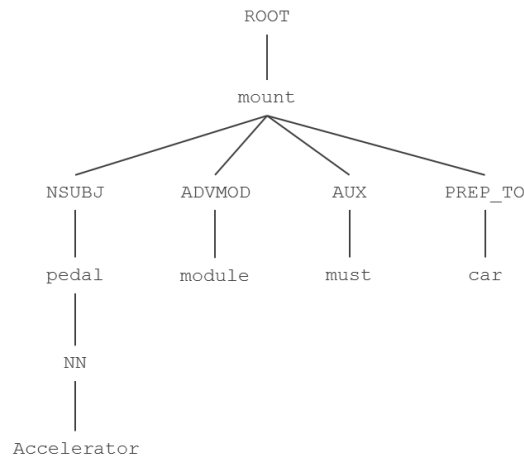 ROOT
mount
NSUBJ ADVMOD AUX PREP_TO
pedal module must car
NN
Accelerator